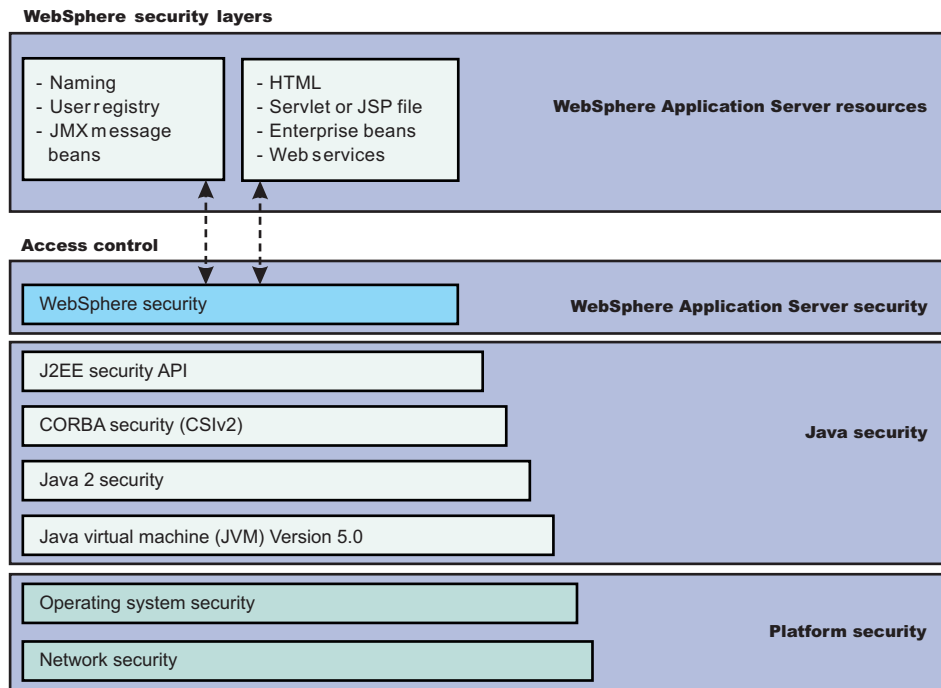 WebSphere security layers
- Naming
- User registry
- JMX message
beans
- HTML
- Servlet or JSP file
- Enterprise beans
- Web services
WebSphere Application Server resources
Access control
WebSphere security
WebSphere Application Server security
J2EE security API
CORBA security (CSIv2)
Java 2 security
Java virtual machine (JVM) Version 5.0
Java security
Operating system security
Network security
Platform security